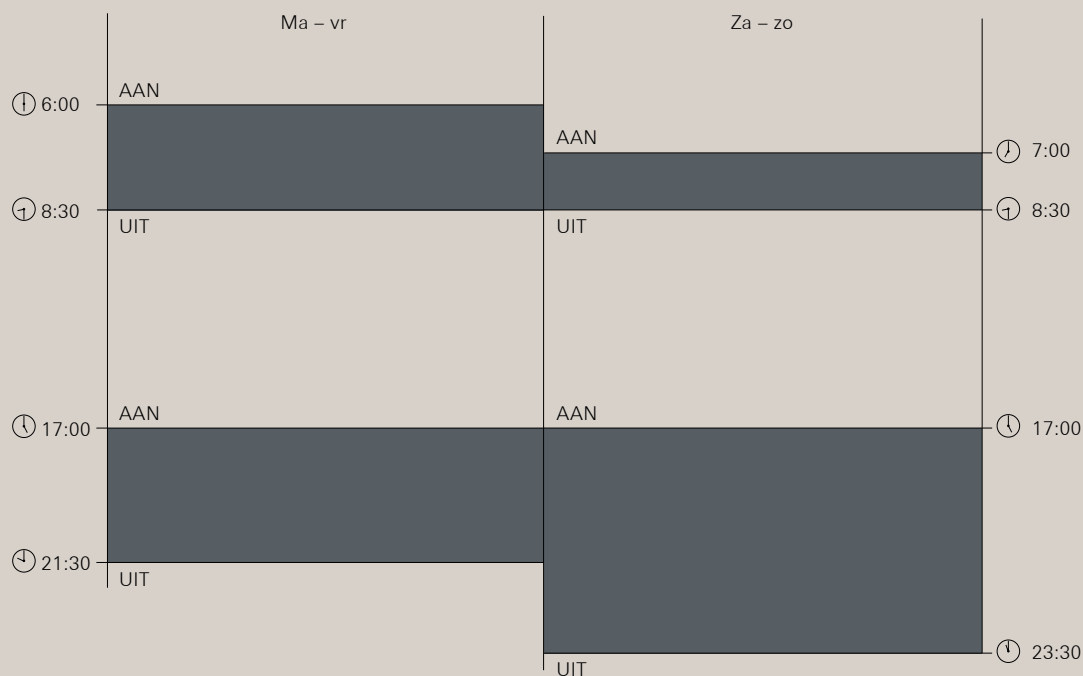 Ma – vr
Za – zo
AAN
6:00
AAN
7:00
8:30
8:30
UIT
UIT
AAN
AAN
17:00
17:00
21:30
UIT
23:30
UIT